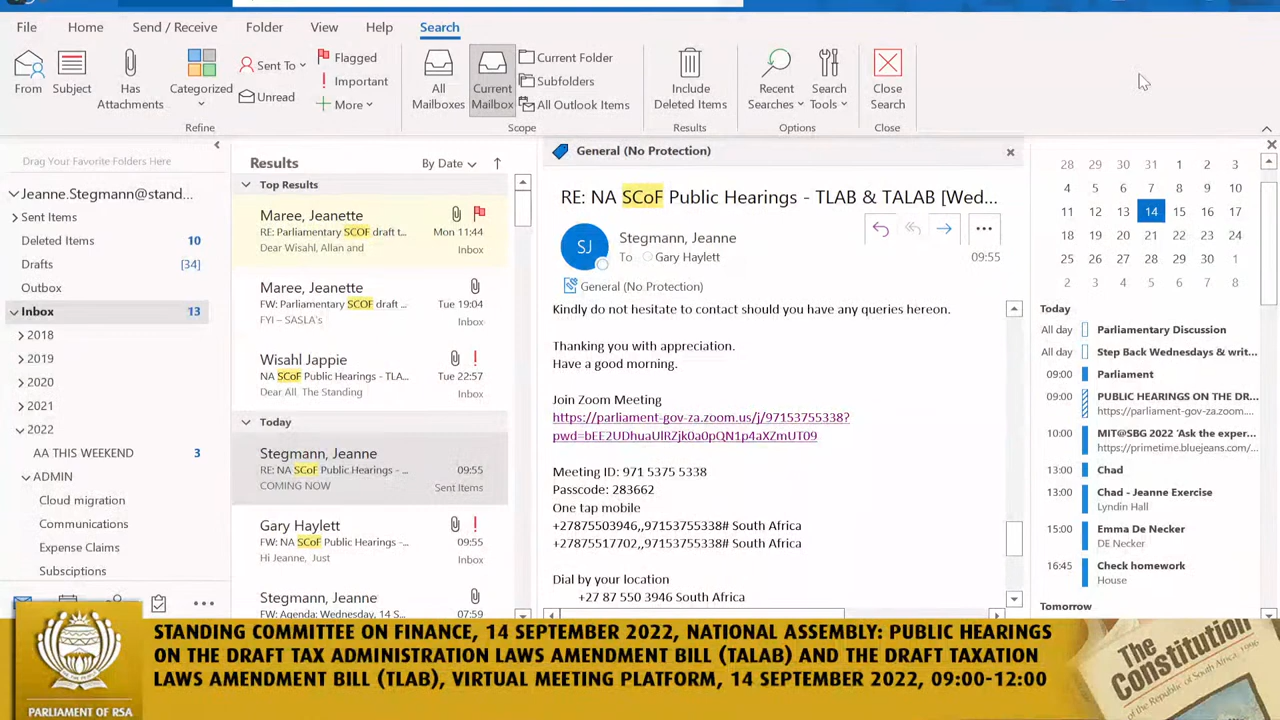 File Home Send / Receive Folder View Help Search
From Subject Has Attachments Categorized Sent To Unread Flagged Important More
Refine
All Mailboxes Current Mailbox Current Folder Subfolders All Outlook Items
Scope
Include Deleted Items
Results
Recent Searches Search Tools
Options
Close Search
Close
Drag Your Favorite Folders Here
Jeanne.Stegmann@stand...
Sent Items
Deleted Items 10
Drafts [34]
Outbox
Inbox 13
2018
2019
2020
2021
2022
AA THIS WEEKEND 3
ADMIN
Cloud migration
Communications
Expense Claims
Subsciptions
Results By Date
Top Results
Maree, Jeanette
RE: Parliamentary SCOF draft t... Mon 11:44
Dear Wisahl, Allan and Inbox
Maree, Jeanette
FW: Parliamentary SCOF draft ... Tue 19:04
FYI – SASLA's Inbox
Wisahl Jappie
NA SCoF Public Hearings - TLA... Tue 22:57
Dear All The Standing Inbox
Today
Stegmann, Jeanne
RE: NA SCoF Public Hearings - ... 09:55
COMING NOW Sent Items
Gary Haylett
FW: NA SCoF Public Hearings -... 09:55
Hi Jeanne, Just Inbox
Stegmann, Jeanne
FW: Agenda: Wednesday, 14 S... 07:59
General (No Protection)
RE: NA SCoF Public Hearings - TLAB & TALAB [Wed...
SJ
Stegmann, Jeanne
To Gary Haylett 09:55
General (No Protection)
Kindly do not hesitate to contact should you have any queries hereon.
Thanking you with appreciation.
Have a good morning.
Join Zoom Meeting
https://parliament-gov-za.zoom.us/j/97153755338?
pwd=bEE2UDhuaUlRZjk0a0pQN1p4aXZmUT09
Meeting ID: 971 5375 5338
Passcode: 283662
One tap mobile
+27875503946,,97153755338# South Africa
+27875517702,,97153755338# South Africa
Dial by your location
+27 87 550 3946 South Africa
28 29 30 31 1 2 3
4 5 6 7 8 9 10
11 12 13 14 15 16 17
18 19 20 21 22 23 24
25 26 27 28 29 30 1
2 3 4 5 6 7 8
Today
All day Parliamentary Discussion
All day Step Back Wednesdays & writ...
09:00 Parliament
09:00 PUBLIC HEARINGS ON THE DR...
https://parliament-gov-za.zoom....
10:00 MIT@SBG 2022 'Ask the exper...
https://primetime.bluejeans.com/...
13:00 Chad
13:00 Chad - Jeanne Exercise
Lyndin Hall
15:00 Emma De Necker
DE Necker
16:45 Check homework
House
Tomorrow
STANDING COMMITTEE ON FINANCE, 14 SEPTEMBER 2022, NATIONAL ASSEMBLY: PUBLIC HEARINGS
ON THE DRAFT TAX ADMINISTRATION LAWS AMENDMENT BILL (TALAB) AND THE DRAFT TAXATION
LAWS AMENDMENT BILL (TLAB), VIRTUAL MEETING PLATFORM, 14 SEPTEMBER 2022, 09:00-12:00
PARLIAMENT OF RSA
The
Constitution
of the Republic of South Africa, 1996